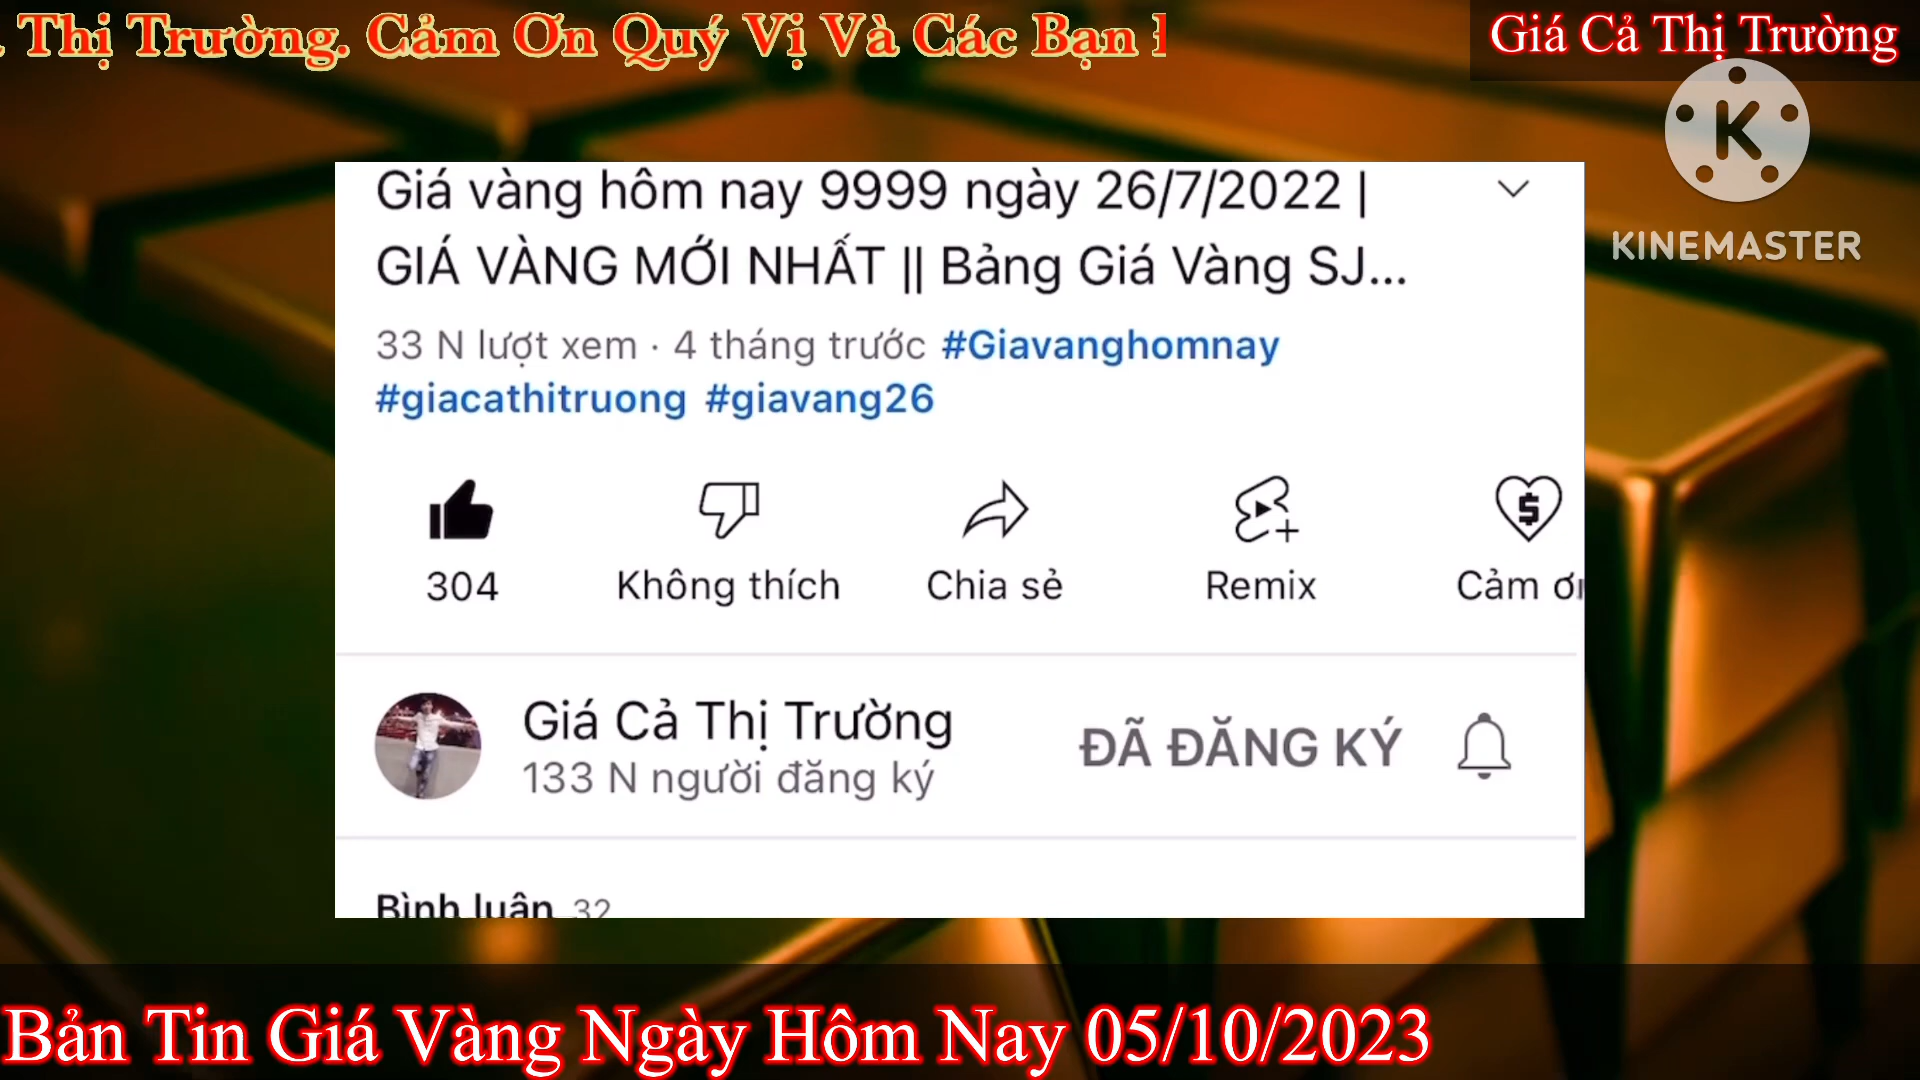 Thị Trường. Cảm Ơn Quý Vị Và Các Bạn
Giá Cả Thị Trường
K
KINEMASTER
Giá vàng hôm nay 9999 ngày 26/7/2022 |
GIÁ VÀNG MỚI NHẤT || Bảng Giá Vàng SJ...
33 N lượt xem · 4 tháng trước #Giavanghomnay
#giacathitruong #giavang26
304 Không thích Chia sẻ Remix Cảm ơn
Giá Cả Thị Trường
133 N người đăng ký
ĐÃ ĐĂNG KÝ
Bình luận 32
Bản Tin Giá Vàng Ngày Hôm Nay 05/10/2023